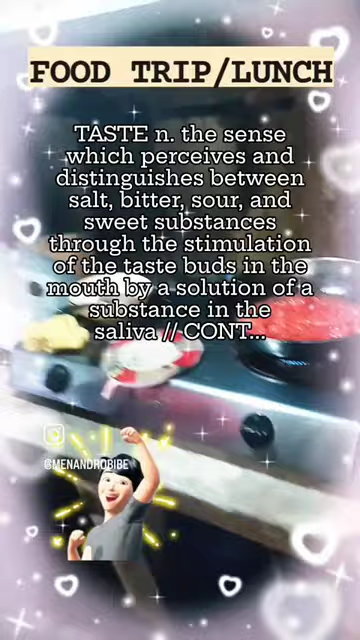 FOOD TRIP/LUNCH
TASTE n. the sense
which perceives and
distinguishes between
salt, bitter, sour, and
sweet substances
through the stimulation
of the taste buds in the
mouth by a solution of a
substance in the
saliva // CONT...
@MENANDROBIBE